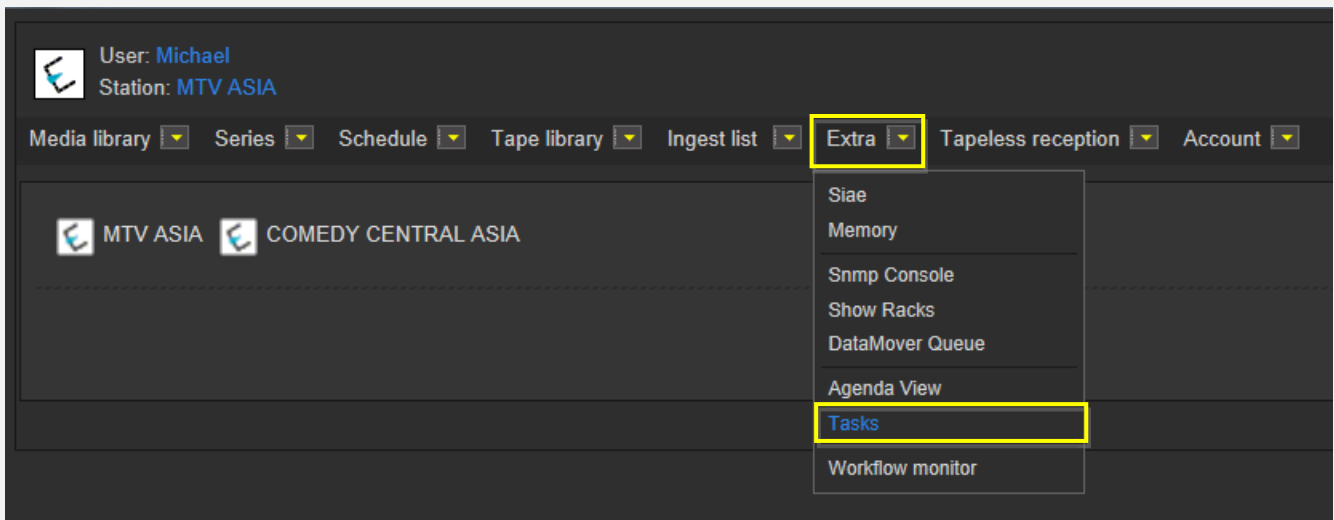 User: Michael
Station: MTV ASIA
Media library Series Schedule Tape library Ingest list Extra Tapeless reception Account
MTV ASIA COMEDY CENTRAL ASIA
Siae
Memory
Snmp Console
Show Racks
DataMover Queue
Agenda View
Tasks
Workflow monitor